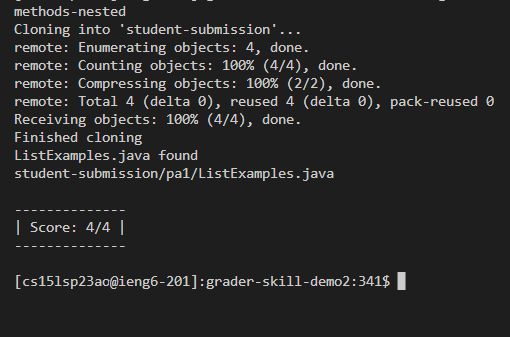 methods-nested
Cloning into 'student-submission'...
remote: Enumerating objects: 4, done.
remote: Counting objects: 100% (4/4), done.
remote: Compressing objects: 100% (2/2), done.
remote: Total 4 (delta 0), reused 4 (delta 0), pack-reused 0
Receiving objects: 100% (4/4), done.
Finished cloning
ListExamples.java found
student-submission/pa1/ListExamples.java
--------------
| Score: 4/4 |
--------------
[cs15lsp23ao@ieng6-201]:grader-skill-demo2:341$